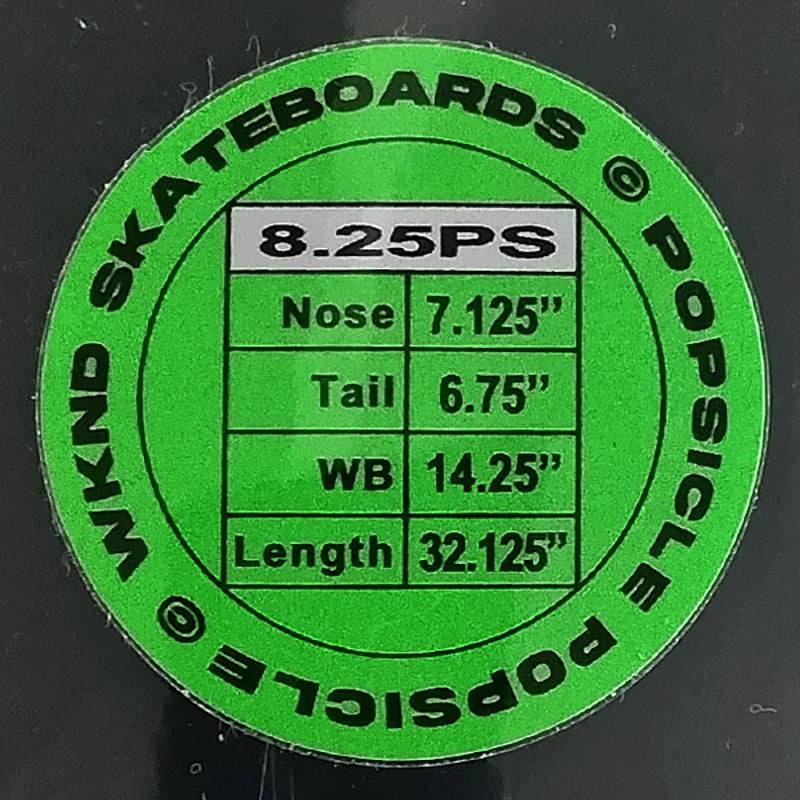 WKND SKATEBOARDS © POPSICLE POPSICLE ©
8.25PS
Nose 7.125”
Tail 6.75”
WB 14.25”
Length 32.125”